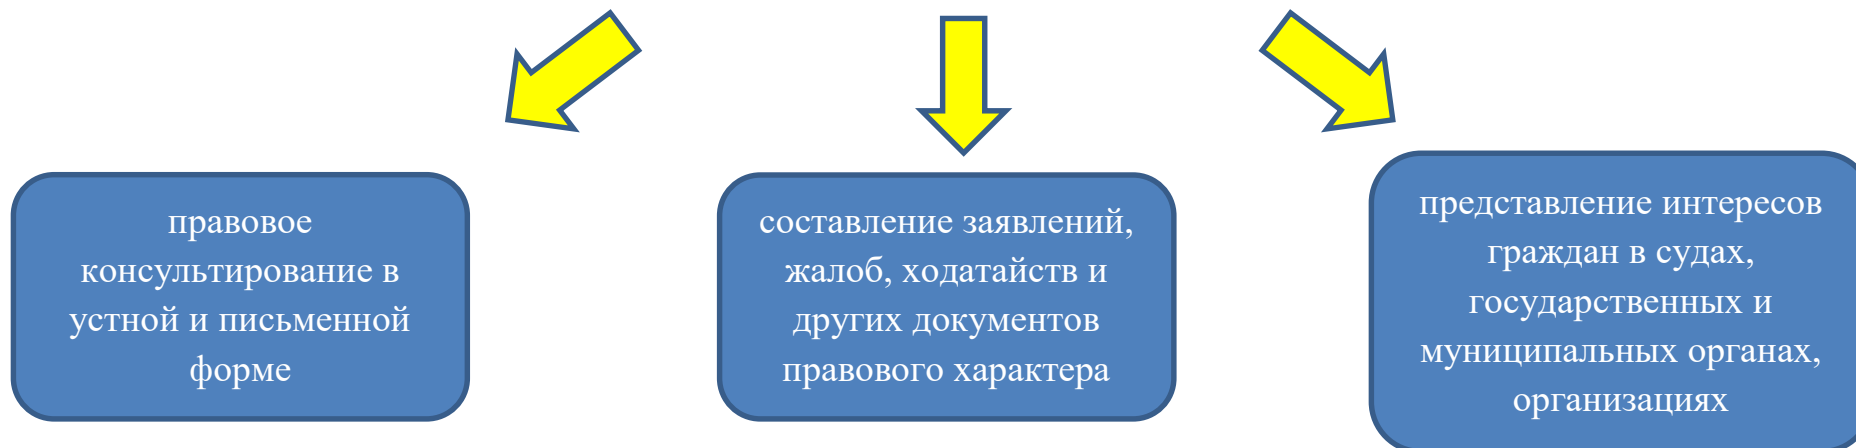 правовое
консультирование в
устной и письменной
форме
составление заявлений,
жалоб, ходатайств и
других документов
правового характера
представление интересов
граждан в судах,
государственных и
муниципальных органах,
организациях